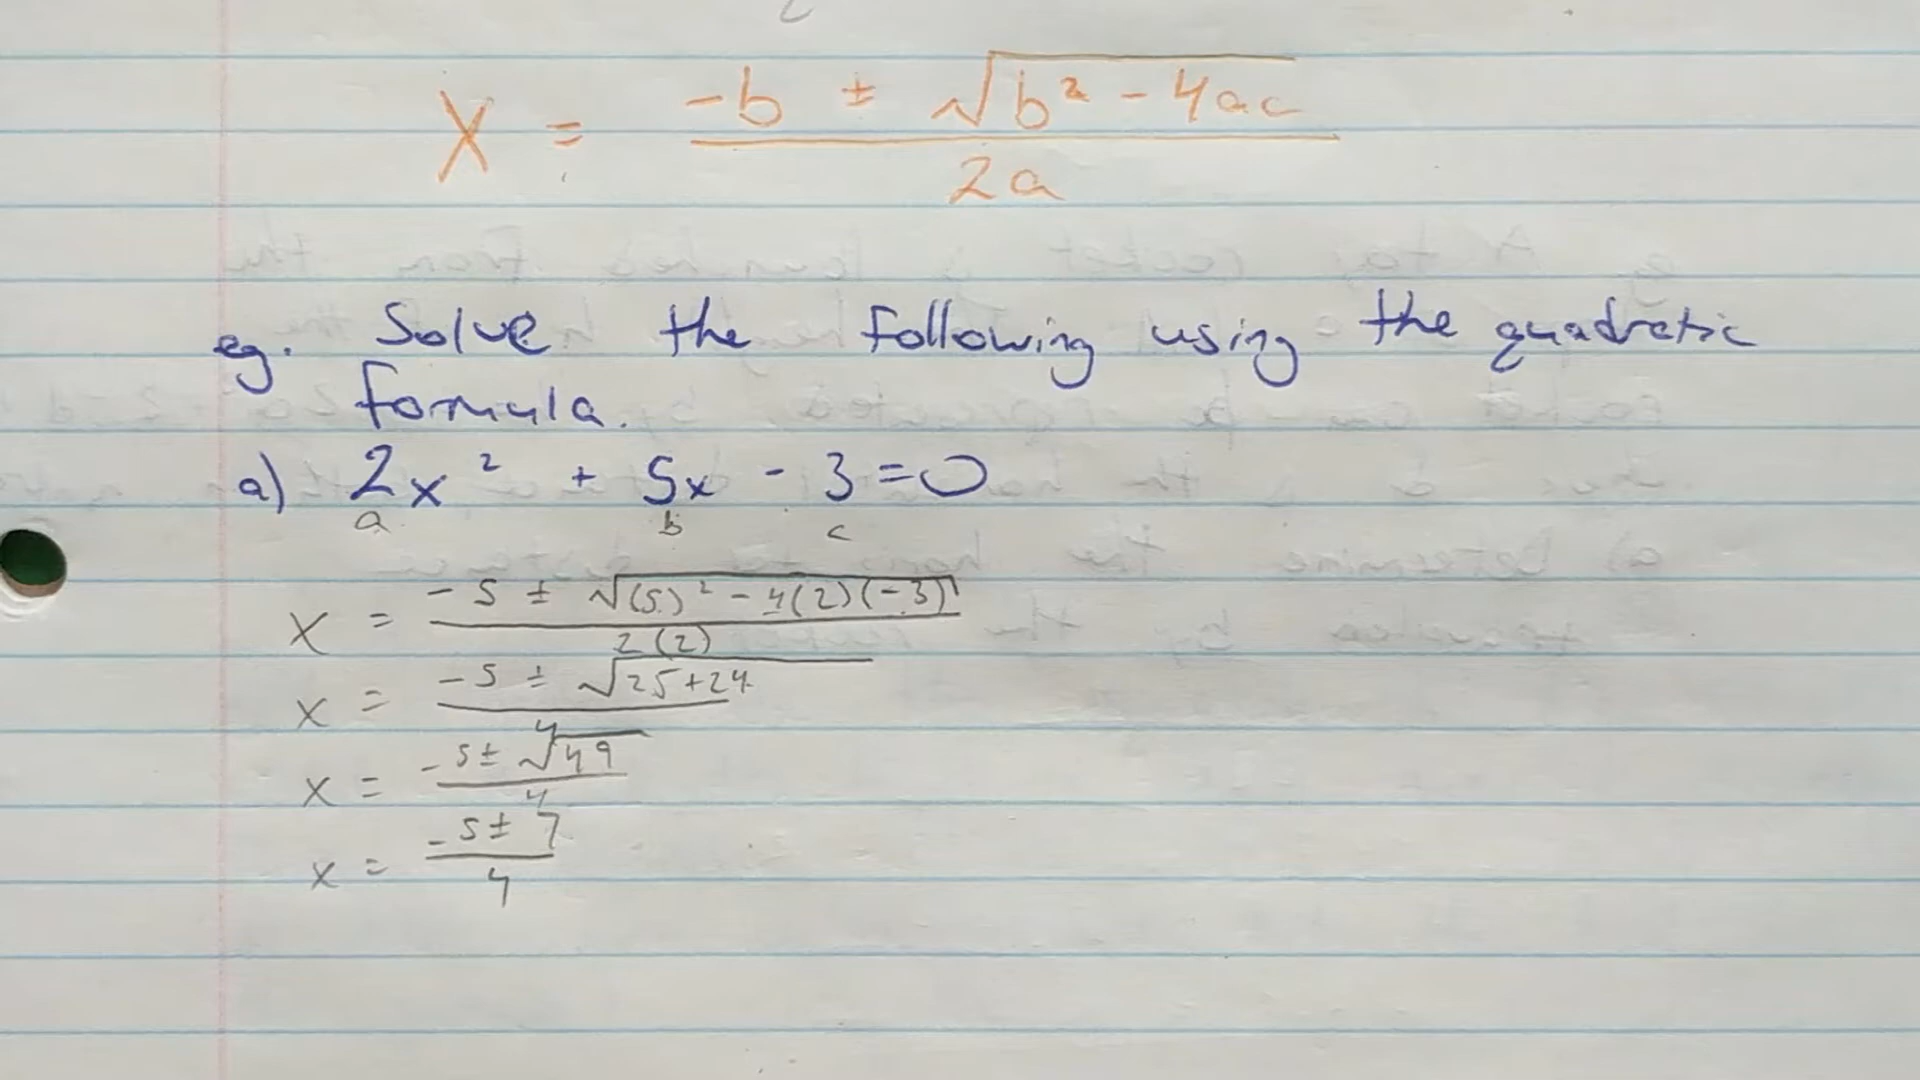 x = -b ± √b² - 4ac / 2a
eg. Solve the following using the quadratic
formula.
a) 2x² + 5x - 3 = 0
a b c
x = -5 ± √(5)² - 4(2)(-3) / 2(2)
x = -5 ± √25+24 / 4
x = -5 ± √49 / 4
x = -5 ± 7 / 4